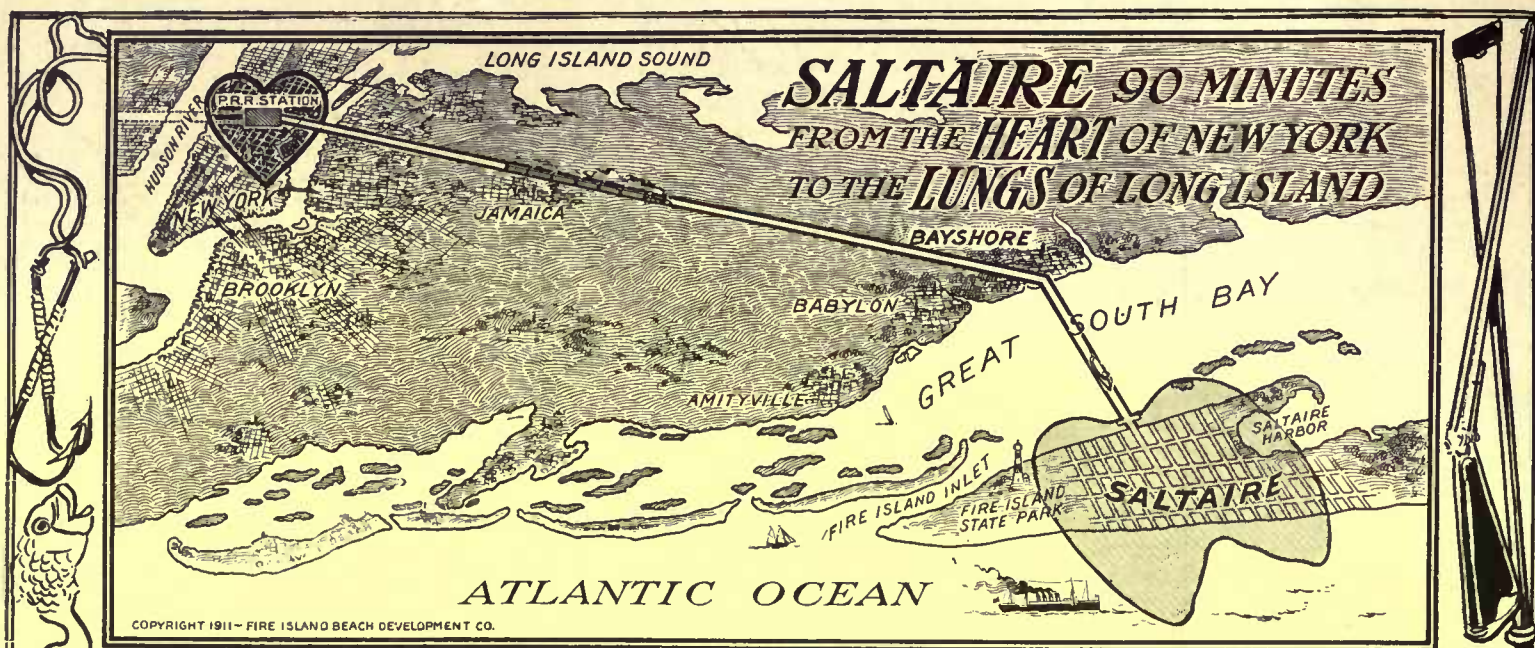 LONG ISLAND SOUND
SALTAIRE 90 MINUTES
FROM THE HEART OF NEW YORK
TO THE LUNGS OF LONG ISLAND
P.R.R. STATION
HUDSON RIVER
NEW YORK
JAMAICA
BAYSHORE
BROOKLYN
BABYLON
GREAT SOUTH BAY
AMITYVILLE
SALTAIRE
HARBOR
FIRE ISLAND INLET
FIRE ISLAND
STATE PARK
SALTAIRE
ATLANTIC OCEAN
COPYRIGHT 1911~ FIRE ISLAND BEACH DEVELOPMENT CO.